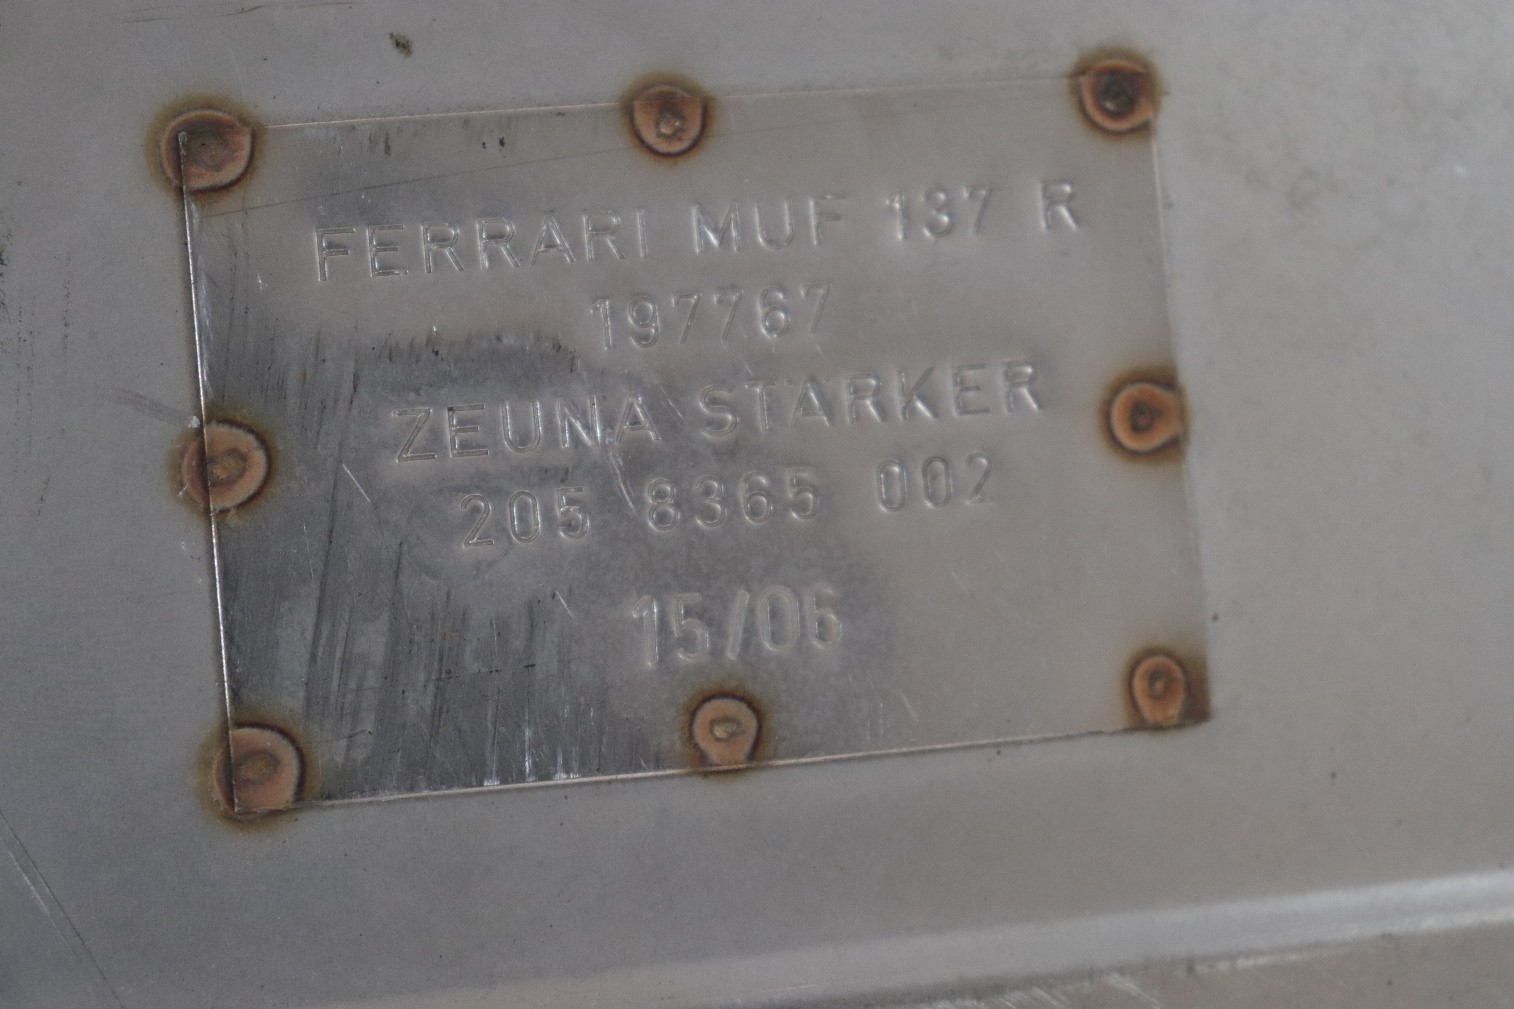 FERRARI MUF 137 R
197767
ZEUNA STARKER
205 8365 002
15/06